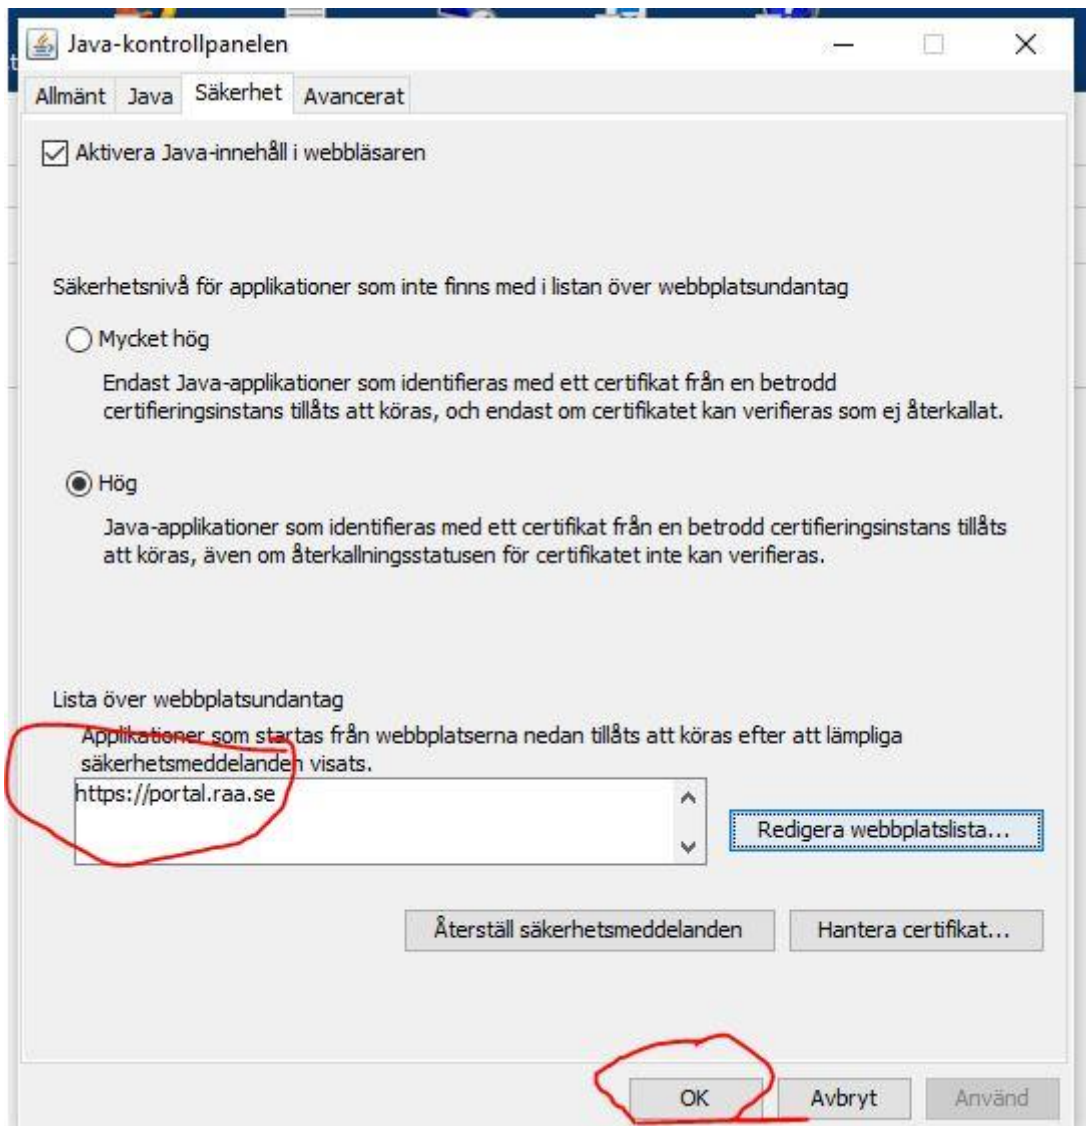 Java-kontrollpanelen
Allmänt Java Säkerhet Avancerat
Aktivera Java-innehåll i webbläsaren
Säkerhetsnivå för applikationer som inte finns med i listan över webbplatsundantag
Mycket hög
Endast Java-applikationer som identifieras med ett certifikat från en betrodd
certifieringsinstans tillåts att köras, och endast om certifikatet kan verifieras som ej återkallat.
Hög
Java-applikationer som identifieras med ett certifikat från en betrodd certifieringsinstans tillåts
att köras, även om återkallningsstatusen för certifikatet inte kan verifieras.
Lista över webbplatsundantag
Applikationer som startas från webbplatserna nedan tillåts att köras efter att lämpliga
säkerhetsmeddelanden visats.
https://portal.raa.se
Redigera webbplatslista...
Återställ säkerhetsmeddelanden Hantera certifikat...
OK Avbryt Använd